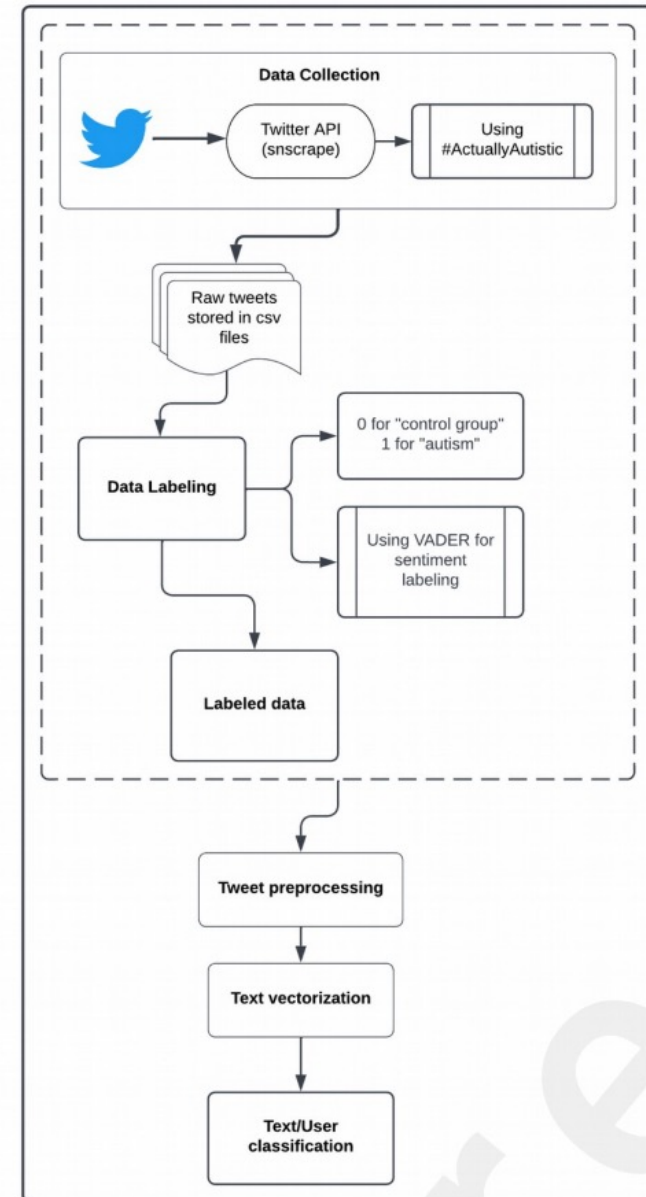 Data Collection
Twitter API
(snscrape)
Using
#ActuallyAutistic
Raw tweets
stored in csv
files
0 for "control group"
1 for "autism"
Data Labeling
Using VADER for
sentiment
labeling
Labeled data
Tweet preprocessing
Text vectorization
Text/User
classification